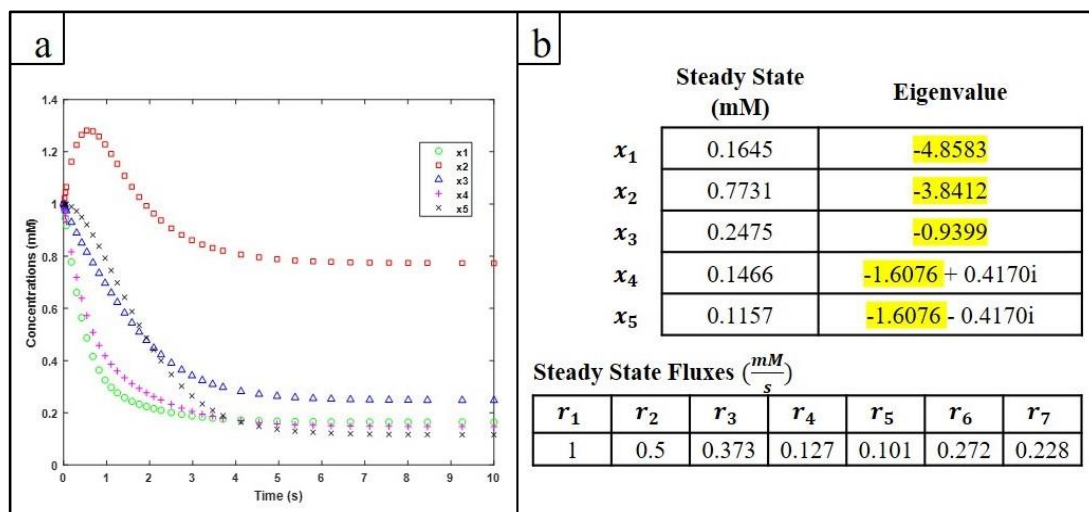 a
1.4
1.2
1
0.8
0.6
0.4
0.2
0
Concentrations (mM)
0 1 2 3 4 5 6 7 8 9 10
Time (s)
x1
x2
x3
x4
x5
b
Steady State (mM) Eigenvalue
x₁ 0.1645 -4.8583
x₂ 0.7731 -3.8412
x₃ 0.2475 -0.9399
x₄ 0.1466 -1.6076 + 0.4170i
x₅ 0.1157 -1.6076 - 0.4170i
Steady State Fluxes (mM/s)
r₁ r₂ r₃ r₄ r₅ r₆ r₇
1 0.5 0.373 0.127 0.101 0.272 0.228